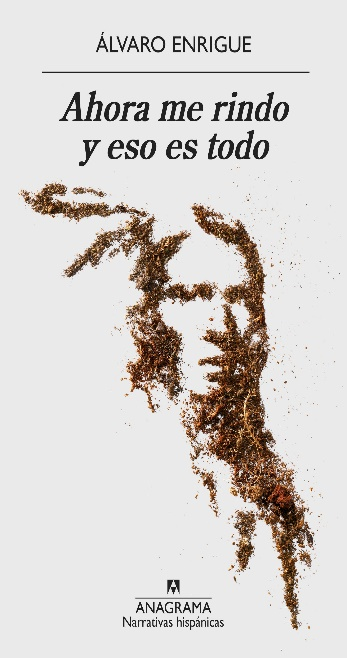 ÁLVARO ENRIGUE
Ahora me rindo
y eso es todo
ANAGRAMA
Narrativas hispánicas